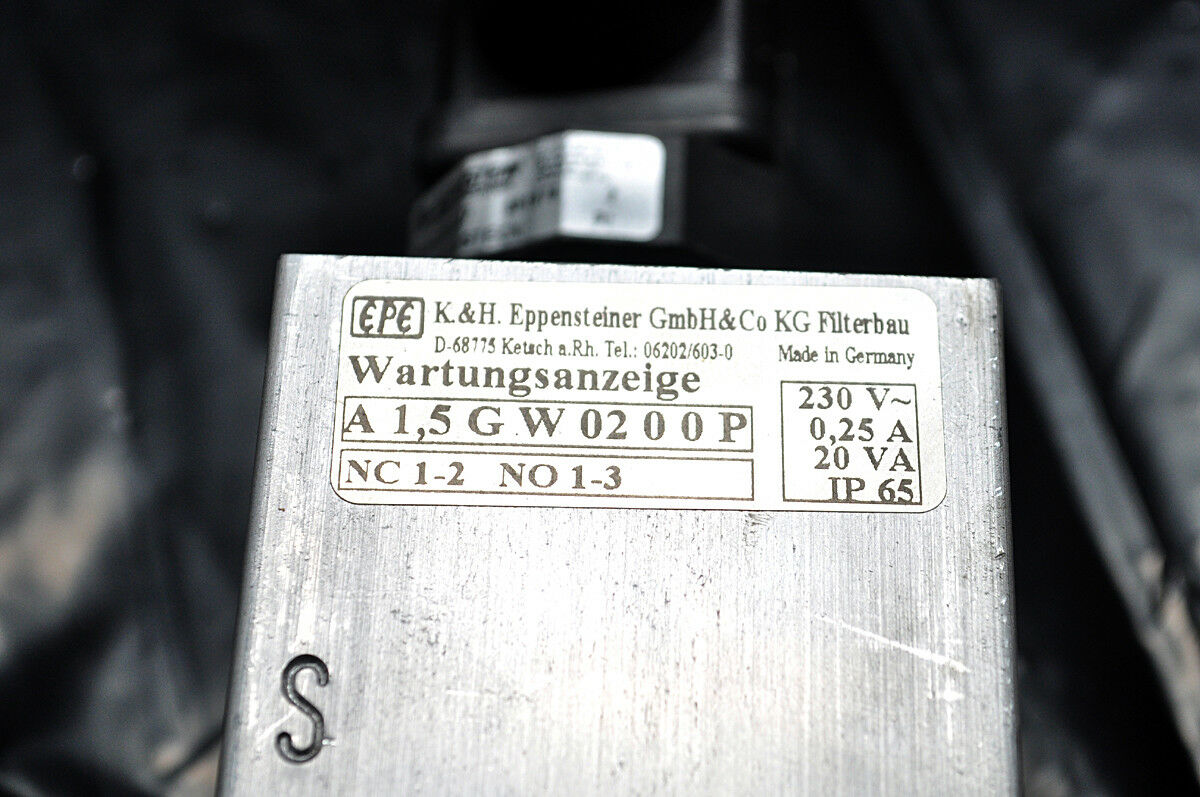 EPE K.&H. Eppensteiner GmbH&Co KG Filterbau
D-68775 Ketsch a.Rh. Tel.: 06202/603-0 Made in Germany
Wartungsanzeige
A 1,5 G W 02 0 0 P
NC 1-2 NO 1-3
230 V~
0,25 A
20 VA
IP 65
S